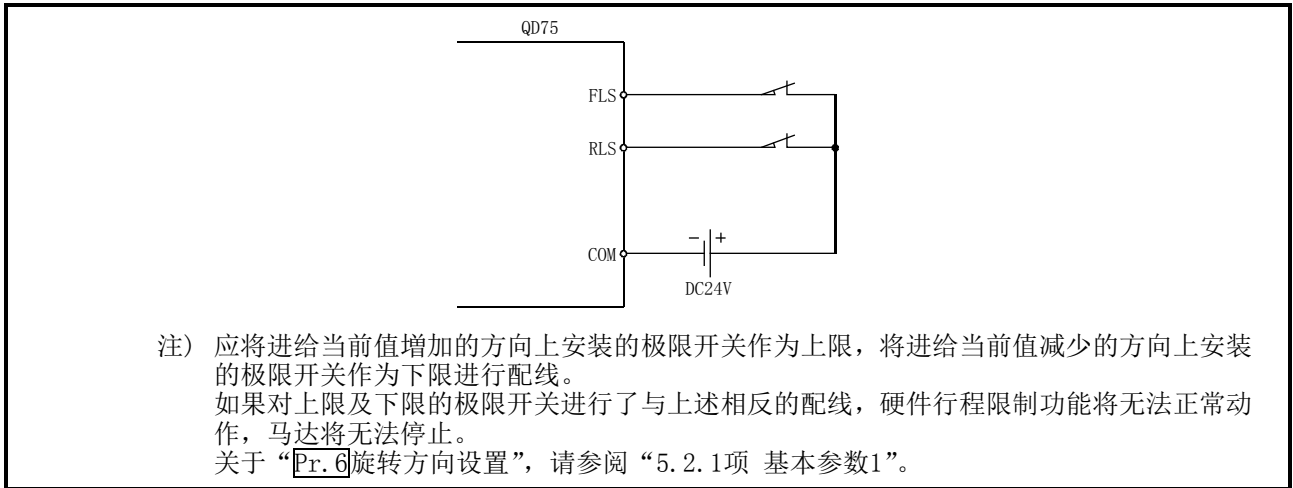 QD75
FLS
RLS
COM
- +
DC24V
注) 应将进给当前值增加的方向上安装的极限开关作为上限，将进给当前值减少的方向上安装
的极限开关作为下限进行配线。
如果对上限及下限的极限开关进行了与上述相反的配线，硬件行程限制功能将无法正常动
作，马达将无法停止。
关于“Pr.6旋转方向设置”，请参阅“5.2.1项 基本参数1”。